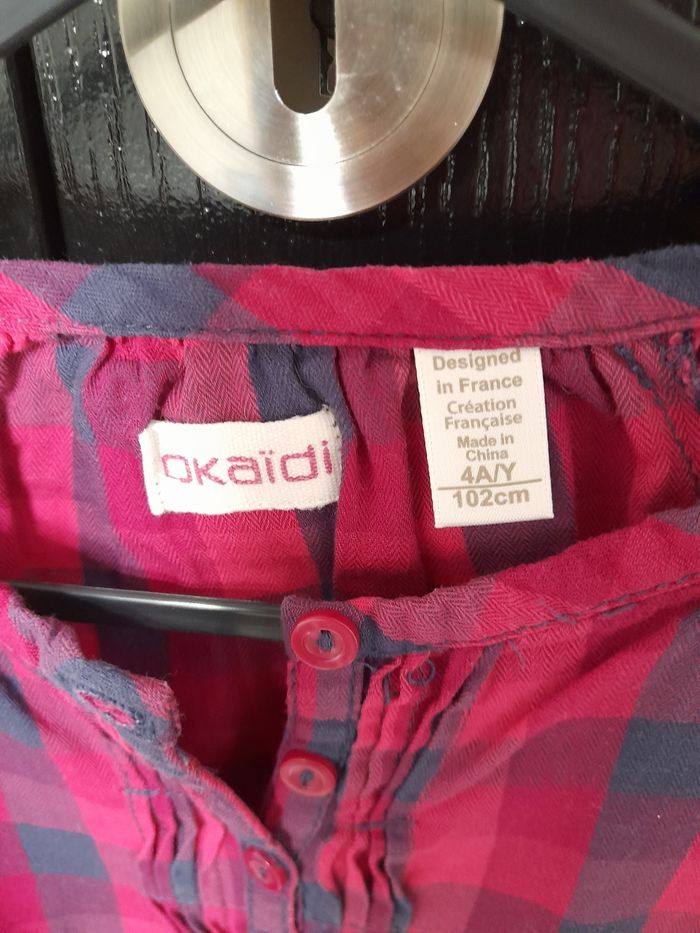 okaïdi
Designed
in France
Création
Française
Made in
China
4A/Y
102cm